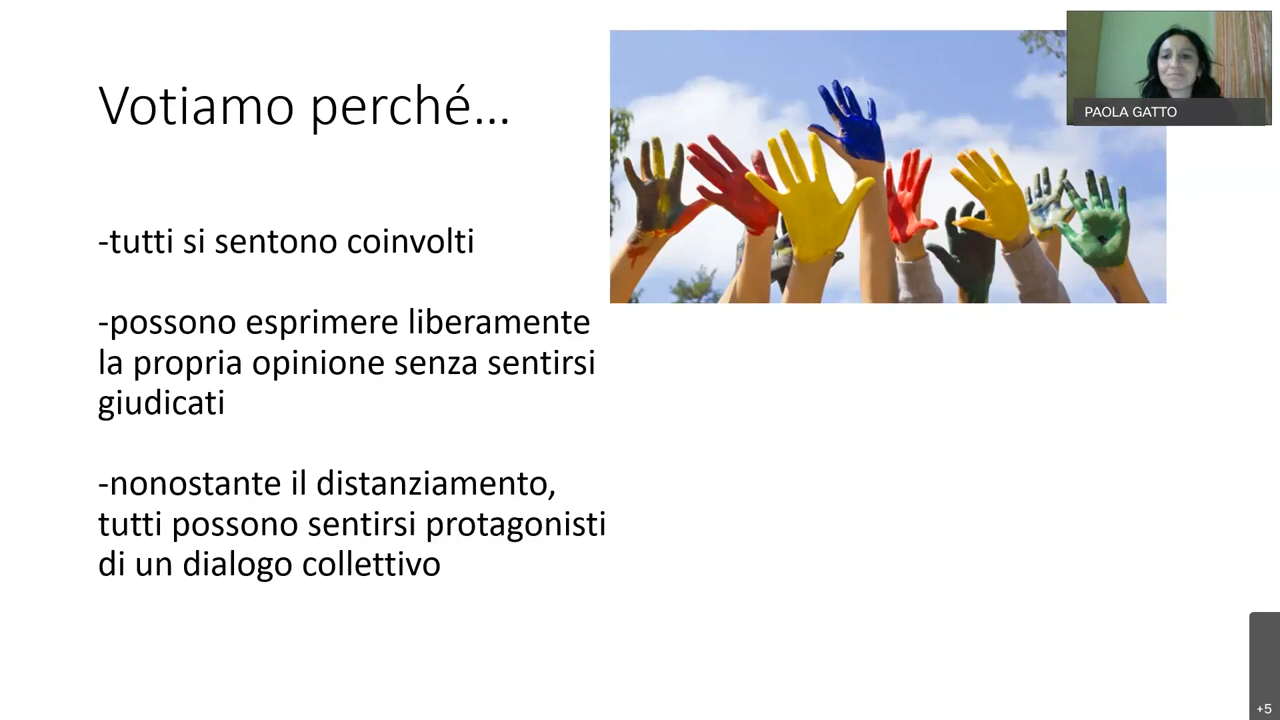 Votiamo perché...
PAOLA GATTO
-tutti si sentono coinvolti
-possono esprimere liberamente
la propria opinione senza sentirsi
giudicati
-nonostante il distanziamento,
tutti possono sentirsi protagonisti
di un dialogo collettivo
+5